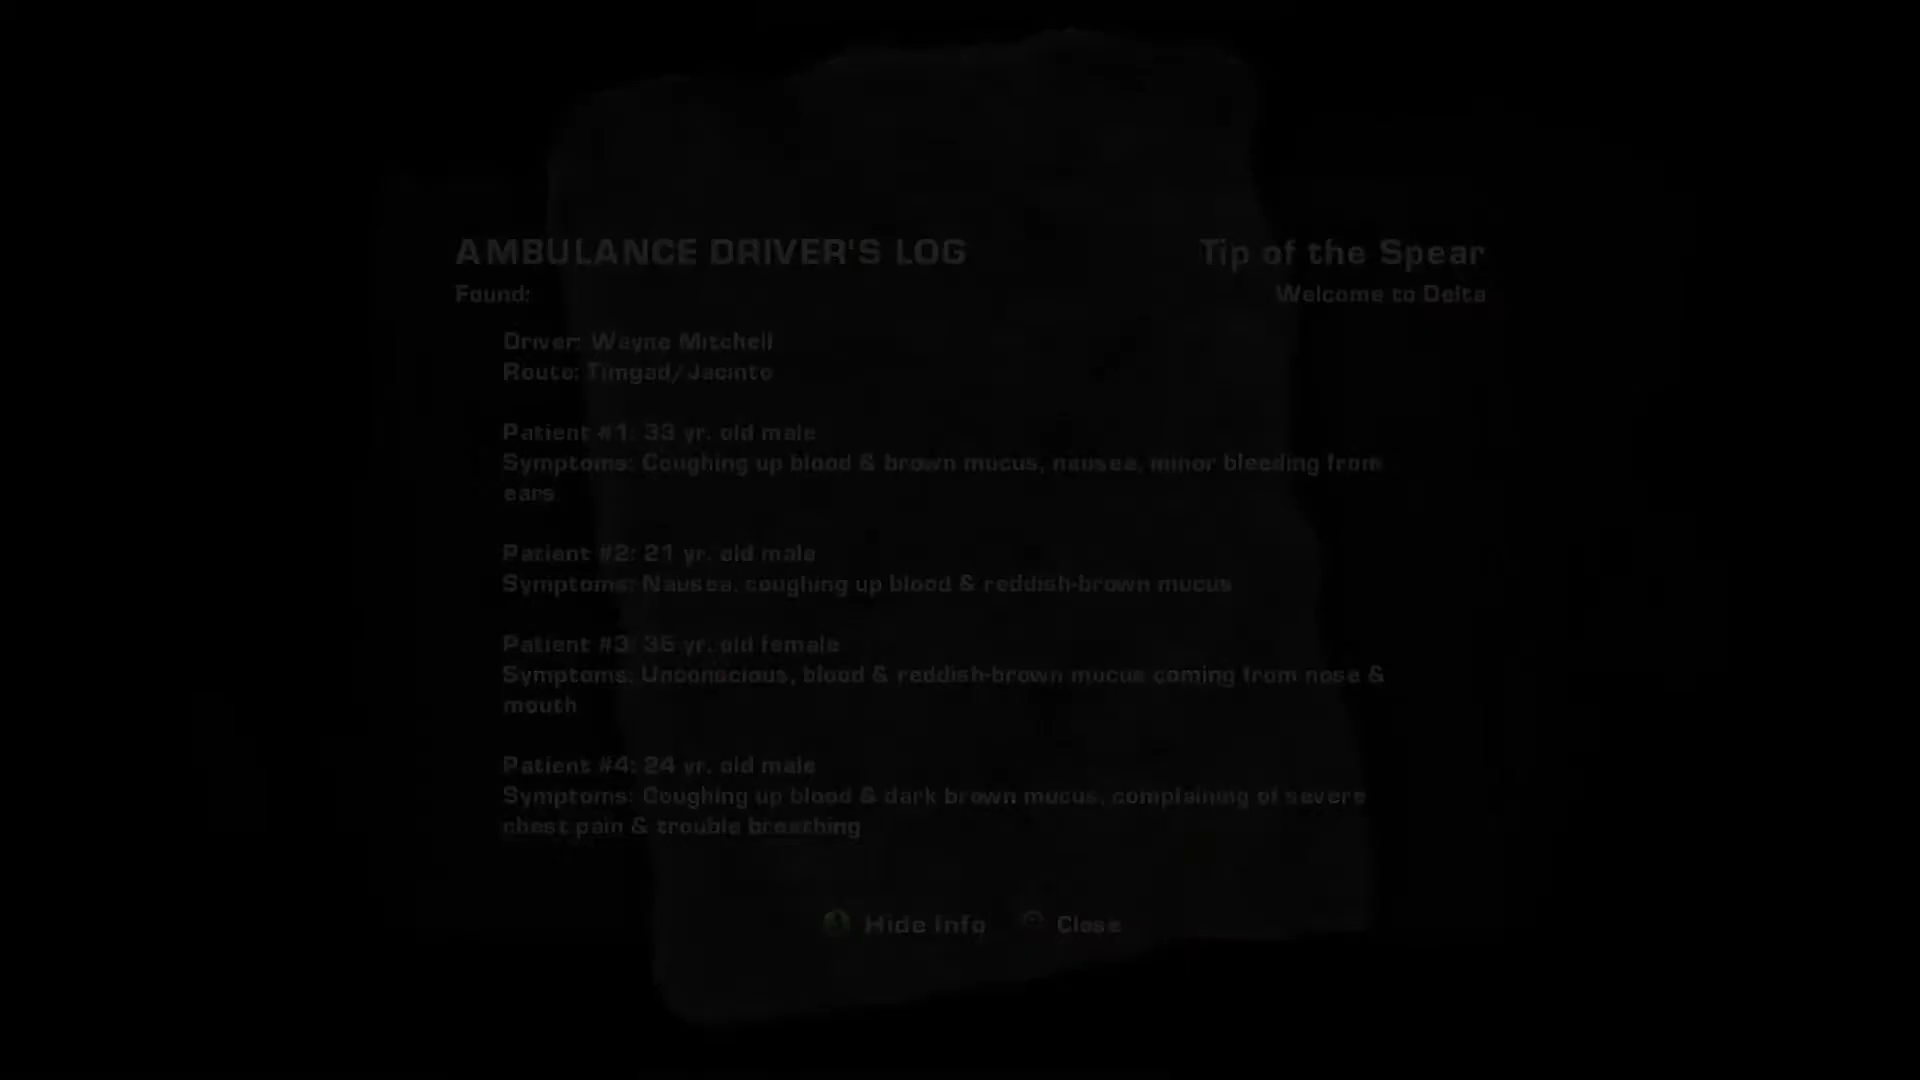 AMBULANCE DRIVER'S LOG
Tip of the Spear
Found:
Welcome to Delta
Driver: Wayne Mitchell
Route: Timgad/Jacinto
Patient #1: 33 yr. old male
Symptoms: Coughing up blood & brown mucus, nausea, minor bleeding from
ears
Patient #2: 21 yr. old male
Symptoms: Nausea, coughing up blood & reddish-brown mucus
Patient #3: 35 yr. old female
Symptoms: Unconscious, blood & reddish-brown mucus coming from nose &
mouth
Patient #4: 24 yr. old male
Symptoms: Coughing up blood & dark brown mucus, complaining of severe
chest pain & trouble breathing
Hide Info
Close